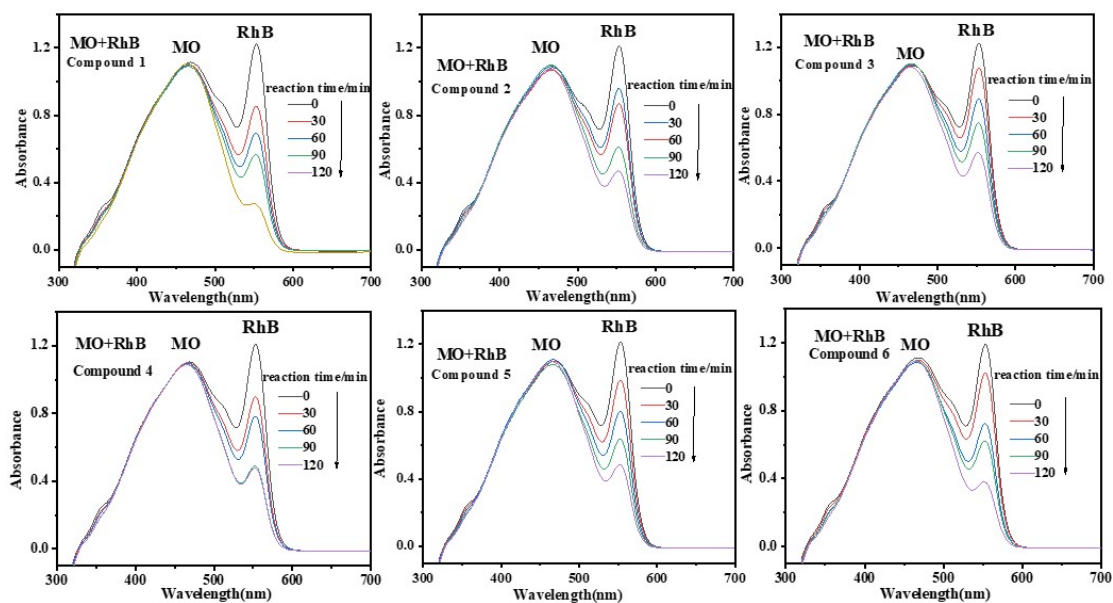 MO+RhB
Compound 1
MO
RhB
reaction time/min
0
30
60
90
120
Absorbance
1.2
0.8
0.4
0.0
300 400 500 600 700
Wavelength(nm)
MO+RhB
Compound 2
MO
RhB
reaction time/min
0
30
60
90
120
Absorbance
1.2
0.8
0.4
0.0
300 400 500 600 700
Wavelength(nm)
MO+RhB
Compound 3
MO
RhB
reaction time/min
0
30
60
90
120
Absorbance
1.2
0.8
0.4
0.0
300 400 500 600 700
Wavelength(nm)
MO+RhB
Compound 4
MO
RhB
reaction time/min
0
30
60
90
120
Absorbance
1.2
0.8
0.4
0.0
300 400 500 600 700
Wavelength(nm)
MO+RhB
Compound 5
MO
RhB
reaction time/min
0
30
60
90
120
Absorbance
1.2
0.8
0.4
0.0
300 400 500 600 700
Wavelength(nm)
MO+RhB
Compound 6
MO
RhB
reaction time/min
0
30
60
90
120
Absorbance
1.2
0.8
0.4
0.0
300 400 500 600 700
Wavelength(nm)